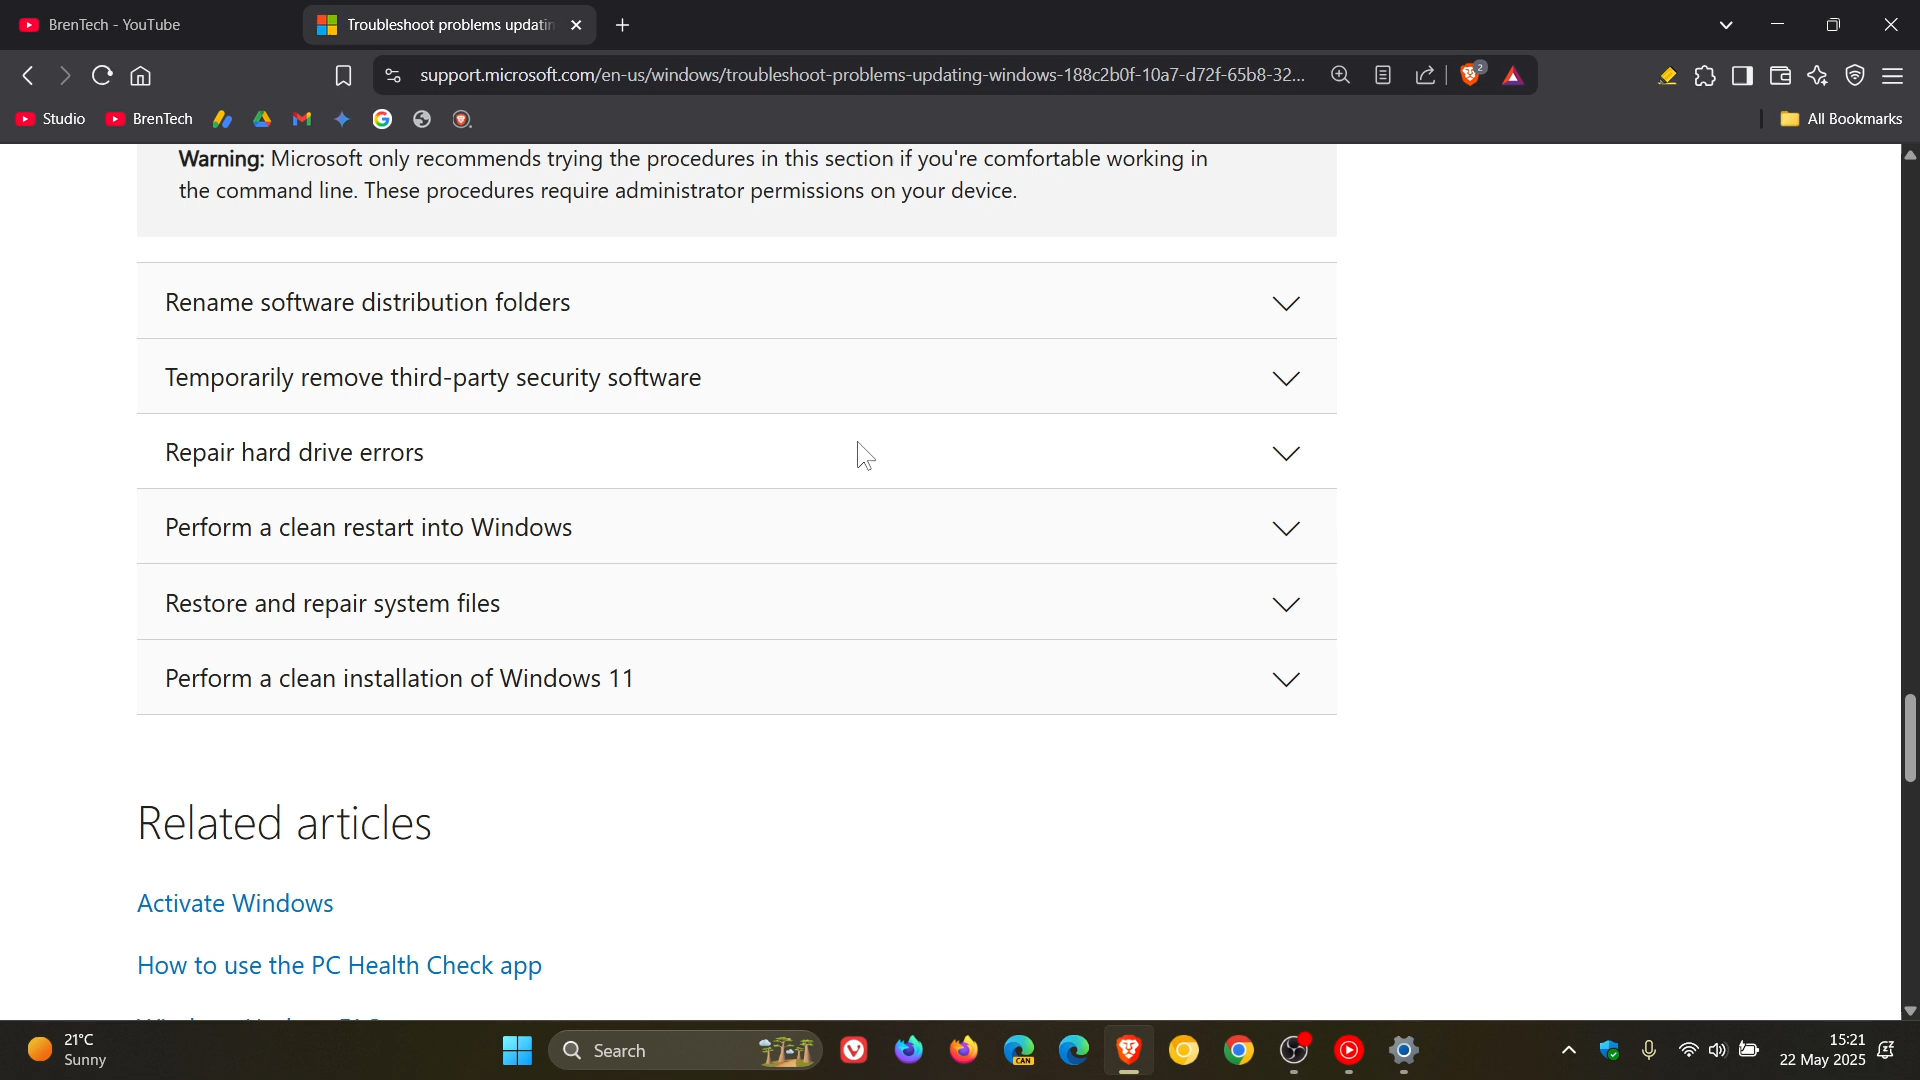 BrenTech - YouTube
Troubleshoot problems updatin
support.microsoft.com/en-us/windows/troubleshoot-problems-updating-windows-188c2b0f-10a7-d72f-65b8-32...
2
Studio
BrenTech
All Bookmarks
Warning: Microsoft only recommends trying the procedures in this section if you're comfortable working in
the command line. These procedures require administrator permissions on your device.
Rename software distribution folders
Temporarily remove third-party security software
Repair hard drive errors
Perform a clean restart into Windows
Restore and repair system files
Perform a clean installation of Windows 11
Related articles
Activate Windows
How to use the PC Health Check app
21°C
Sunny
Search
CAN
15:21
22 May 2025